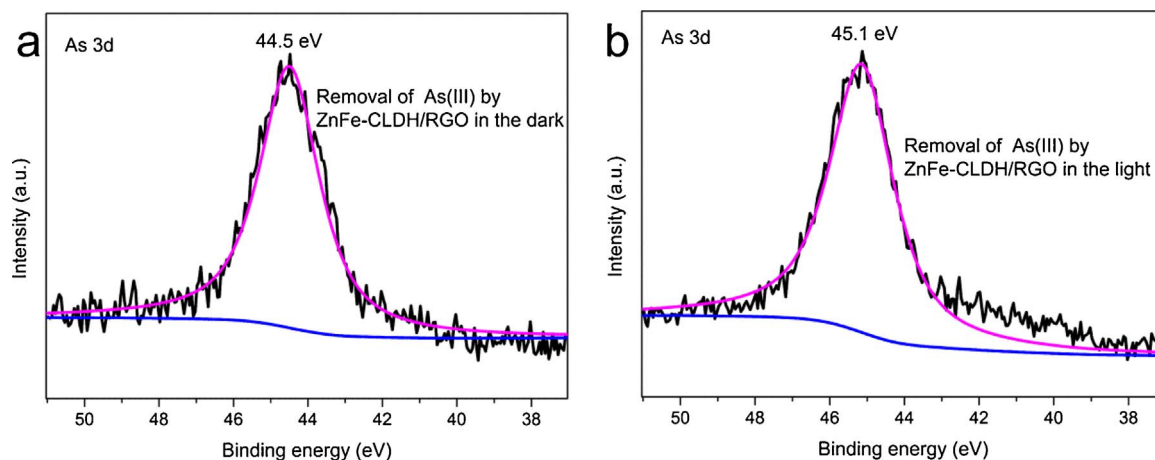 a
As 3d
44.5 eV
Removal of As(III) by
ZnFe-CLDH/RGO in the dark
Intensity (a.u.)
50 48 46 44 42 40 38
Binding energy (eV)
b
As 3d
45.1 eV
Removal of As(III) by
ZnFe-CLDH/RGO in the light
Intensity (a.u.)
50 48 46 44 42 40 38
Binding energy (eV)